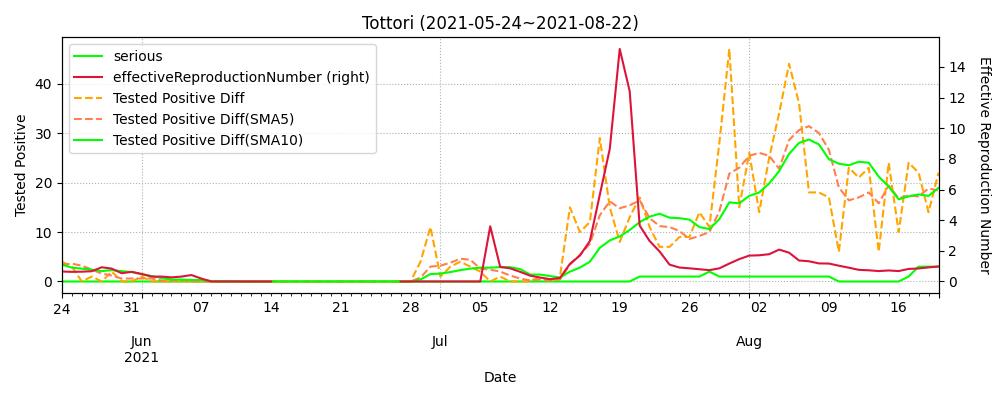 Tottori (2021-05-24~2021-08-22)
serious
effectiveReproductionNumber (right)
Tested Positive Diff
Tested Positive Diff(SMA5)
Tested Positive Diff(SMA10)
Tested Positive
40
30
20
10
0
14
12
10
8
6
4
2
0
Effective Reproduction Number
24 31 07 14 21 28 05 12 19 26 02 09 16
Jun Jul Aug
2021
Date